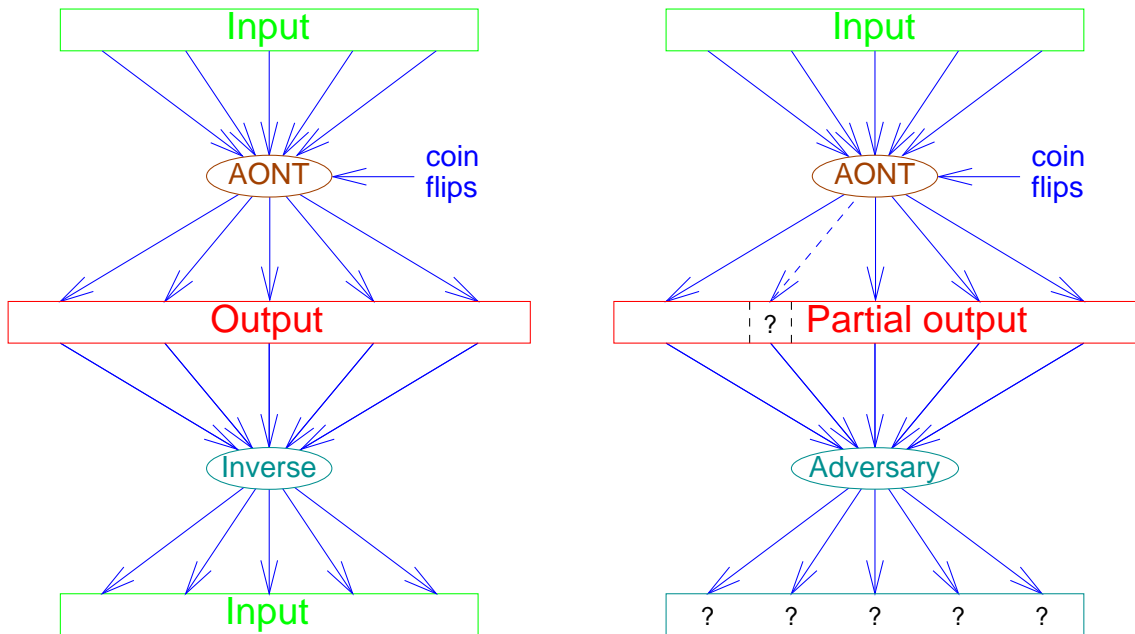 Input
AONT
coin
flips
Output
Inverse
Input
Input
AONT
coin
flips
? Partial output
Adversary
? ? ? ? ?